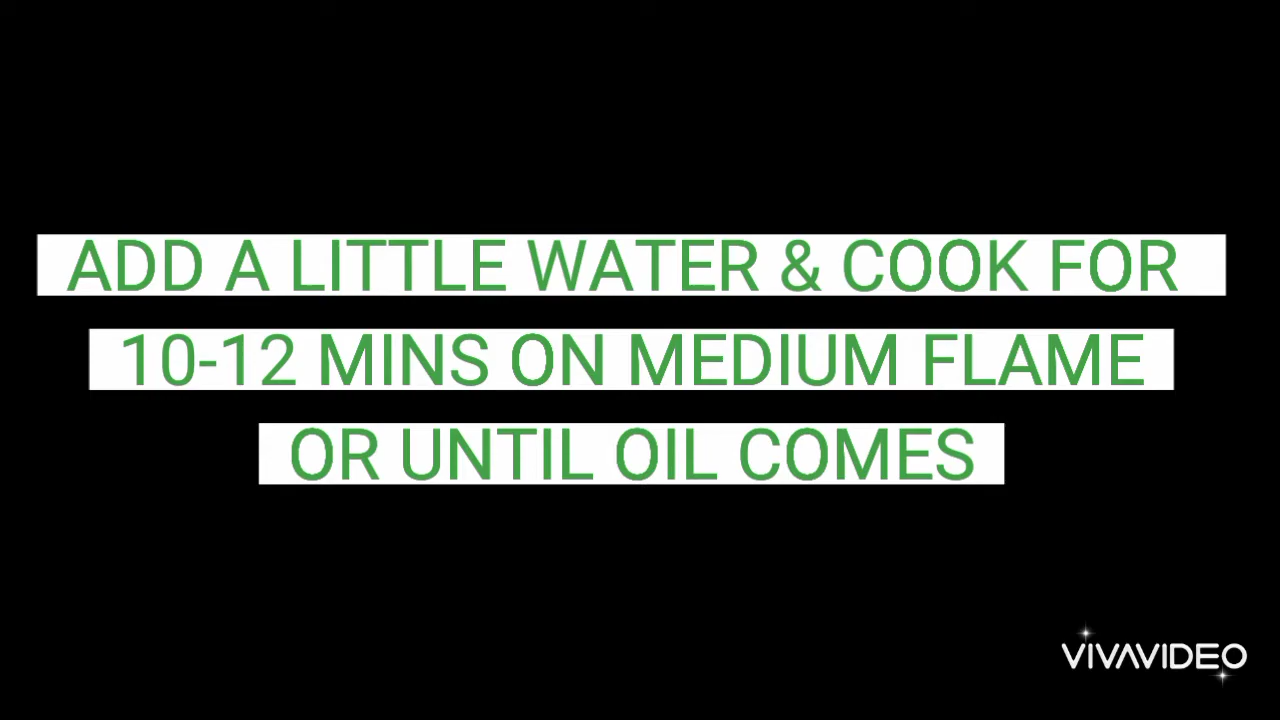 ADD A LITTLE WATER & COOK FOR
10-12 MINS ON MEDIUM FLAME
OR UNTIL OIL COMES
VIVAVIDEO